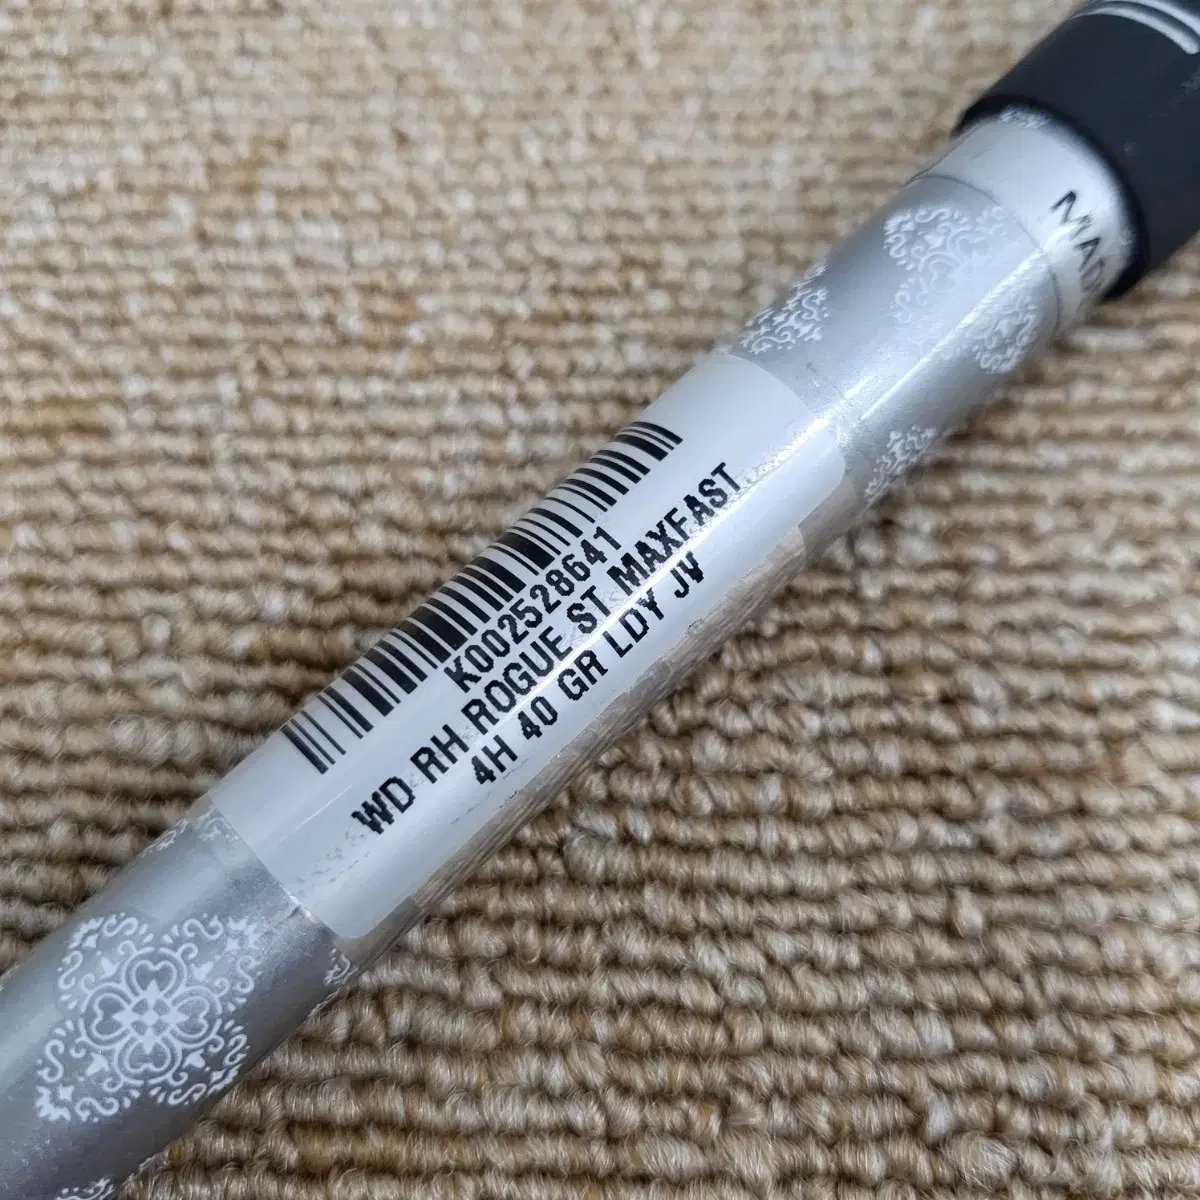 K002528641
WD RH ROGUE ST MAXFAST
4H 40 GR LDY JV